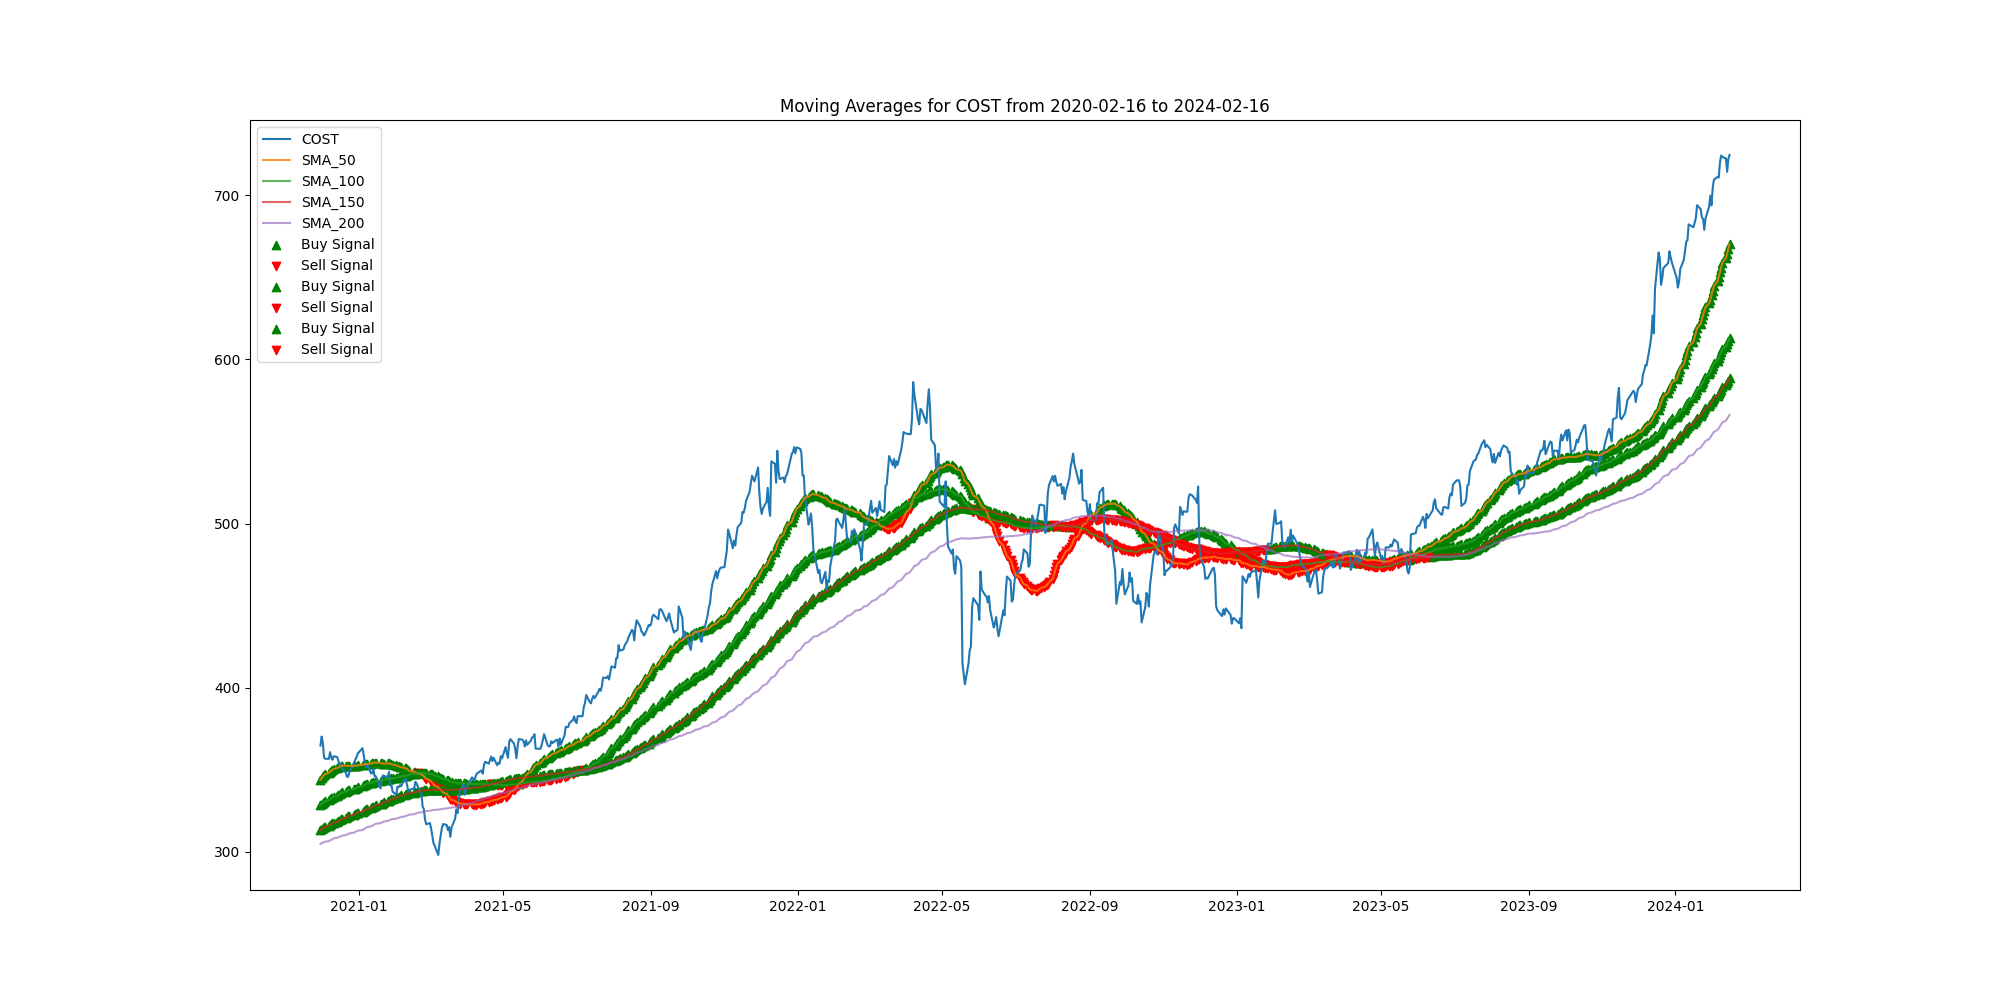 Moving Averages for COST from 2020-02-16 to 2024-02-16
COST
SMA_50
SMA_100
SMA_150
SMA_200
Buy Signal
Sell Signal
Buy Signal
Sell Signal
Buy Signal
Sell Signal
700
600
500
400
300
2021-01
2021-05
2021-09
2022-01
2022-05
2022-09
2023-01
2023-05
2023-09
2024-01